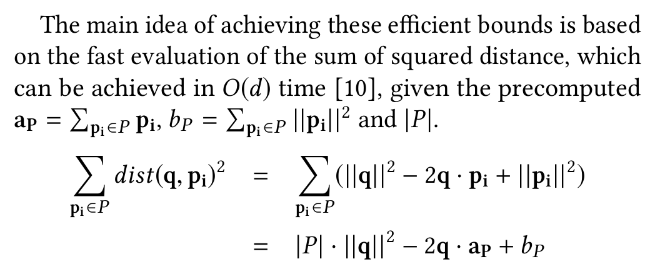 The main idea of achieving these efficient bounds is based
on the fast evaluation of the sum of squared distance, which
can be achieved in O(d) time [10], given the precomputed
a_P = ∑_{p_i∈P} p_i, b_P = ∑_{p_i∈P} ||p_i||² and |P|.
∑_{p_i∈P} dist(q, p_i)² = ∑_{p_i∈P} (||q||² − 2q · p_i + ||p_i||²)
= |P| · ||q||² − 2q · a_P + b_P